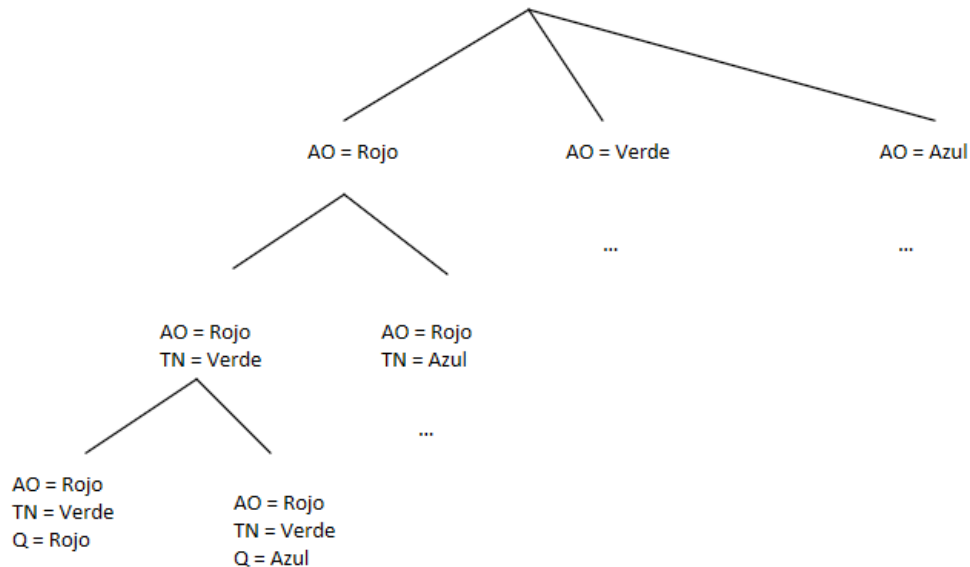 AO = Rojo
AO = Verde
AO = Azul
...
...
AO = Rojo
TN = Verde
AO = Rojo
TN = Azul
...
AO = Rojo
TN = Verde
Q = Rojo
AO = Rojo
TN = Verde
Q = Azul